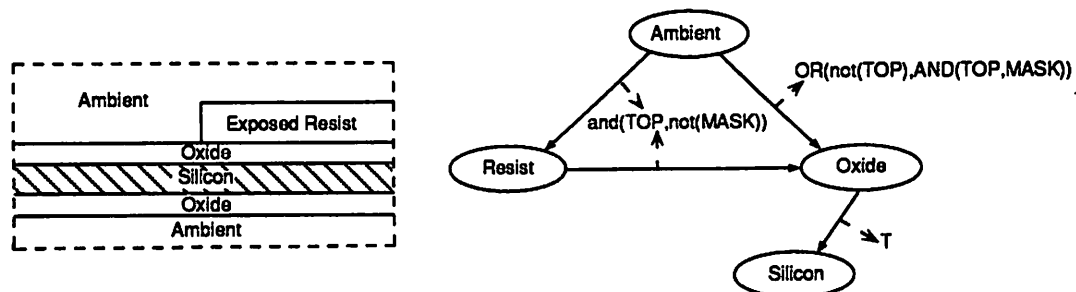 Ambient
Exposed Resist
Oxide
Silicon
Oxide
Ambient
Ambient
OR(not(TOP),AND(TOP,MASK))
and(TOP,not(MASK))
Resist
Oxide
T
Silicon